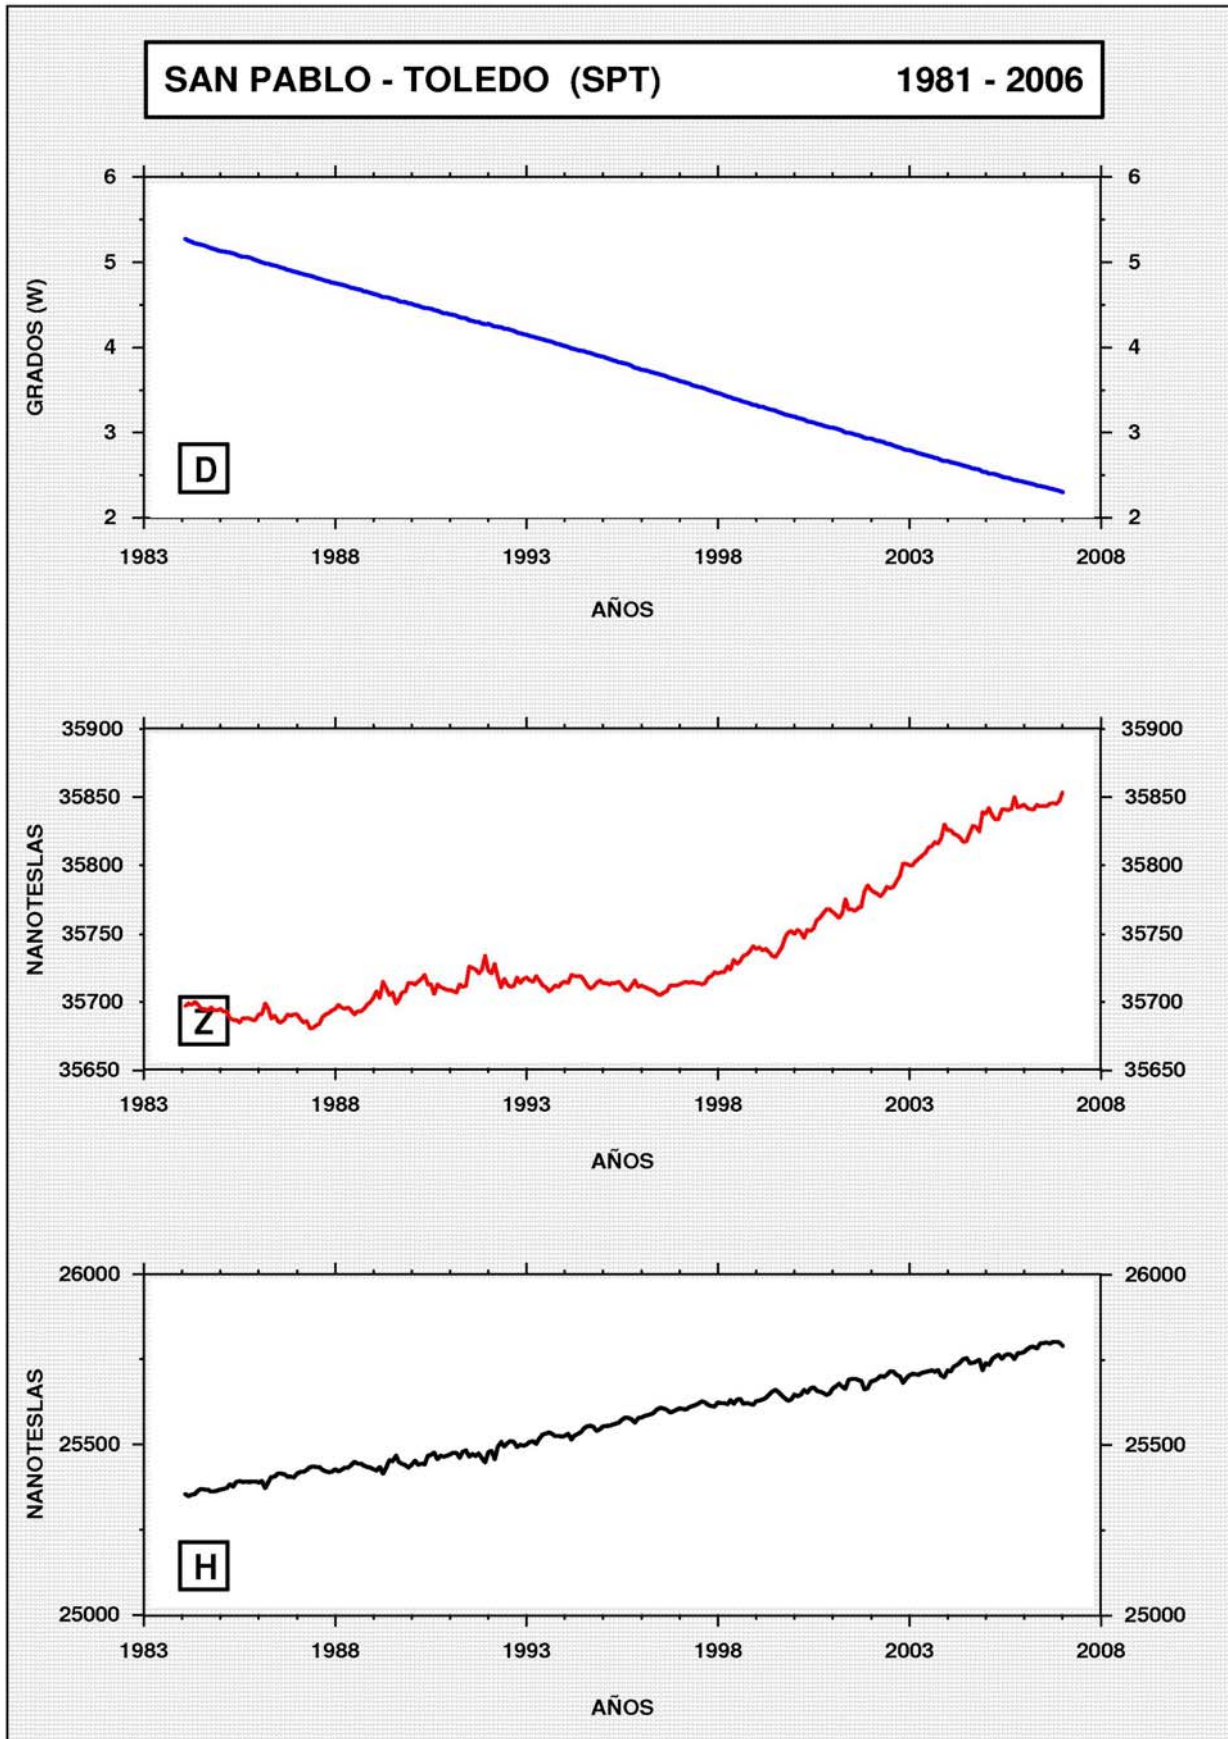 SAN PABLO - TOLEDO (SPT) 1981 - 2006
6 6
5 5
4 4
3 3
2 2
GRADOS (W)
D
1983 1988 1993 1998 2003 2008
AÑOS
35900 35900
35850 35850
35800 35800
35750 35750
35700 35700
35650 35650
NANOTESLAS
Z
1983 1988 1993 1998 2003 2008
AÑOS
26000 26000
25500 25500
25000 25000
NANOTESLAS
H
1983 1988 1993 1998 2003 2008
AÑOS